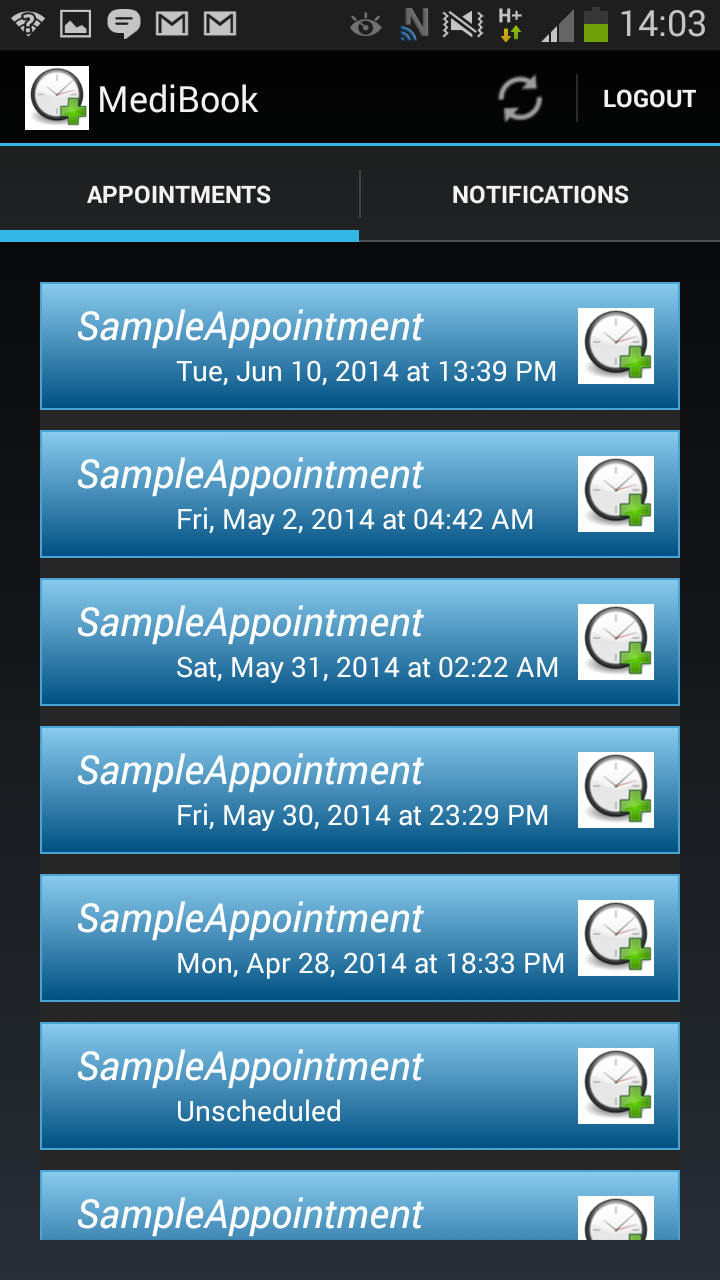 H+
14:03
MediBook
LOGOUT
APPOINTMENTS
NOTIFICATIONS
SampleAppointment
Tue, Jun 10, 2014 at 13:39 PM
SampleAppointment
Fri, May 2, 2014 at 04:42 AM
SampleAppointment
Sat, May 31, 2014 at 02:22 AM
SampleAppointment
Fri, May 30, 2014 at 23:29 PM
SampleAppointment
Mon, Apr 28, 2014 at 18:33 PM
SampleAppointment
Unscheduled
SampleAppointment